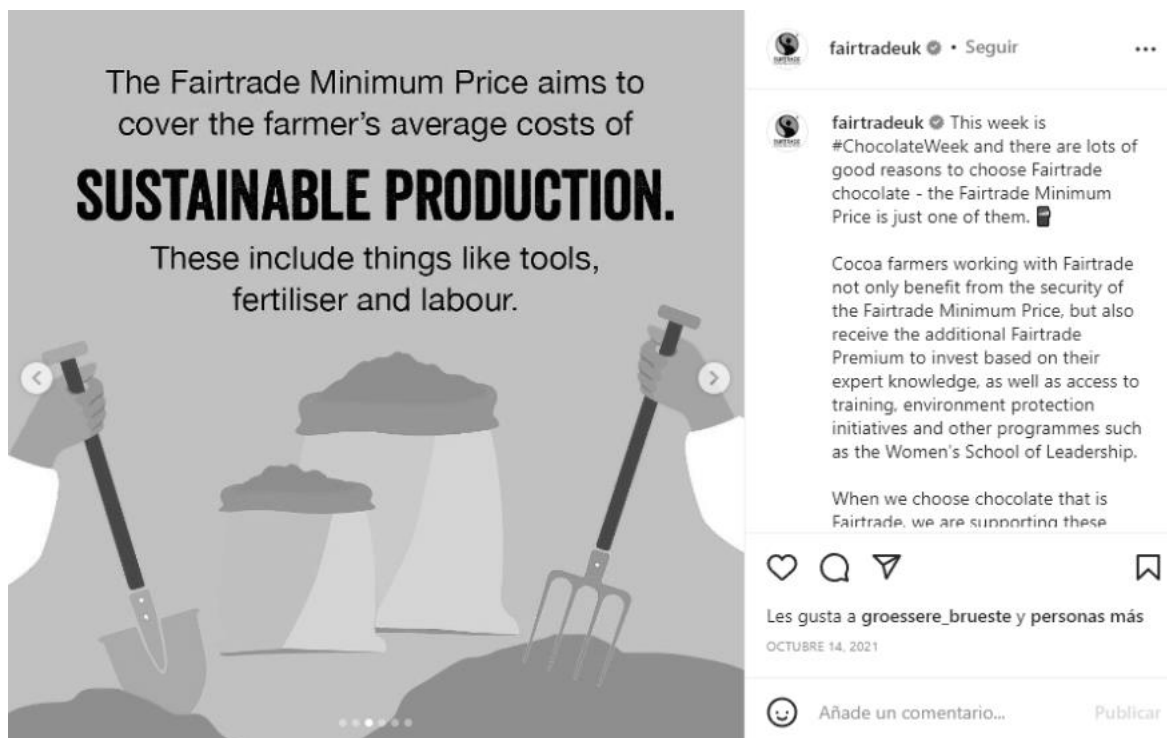 The Fairtrade Minimum Price aims to
cover the farmer's average costs of
SUSTAINABLE PRODUCTION.
These include things like tools,
fertiliser and labour.
fairtradeuk • Seguir
fairtradeuk This week is
#ChocolateWeek and there are lots of
good reasons to choose Fairtrade
chocolate - the Fairtrade Minimum
Price is just one of them.
Cocoa farmers working with Fairtrade
not only benefit from the security of
the Fairtrade Minimum Price, but also
receive the additional Fairtrade
Premium to invest based on their
expert knowledge, as well as access to
training, environment protection
initiatives and other programmes such
as the Women's School of Leadership.
When we choose chocolate that is
Fairtrade, we are supporting these
Les gusta a groessere_brueste y personas más
OCTUBRE 14, 2021
Añade un comentario...
Publicar